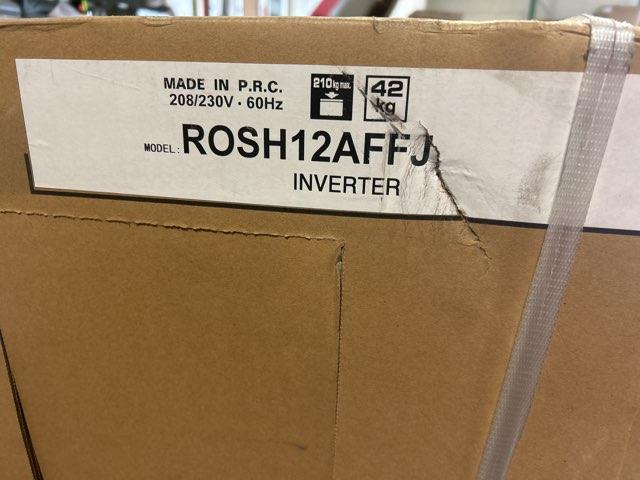 MADE IN P.R.C.
208/230V · 60Hz
210kg max.
42 kg
MODEL: ROSH12AFFJ
INVERTER